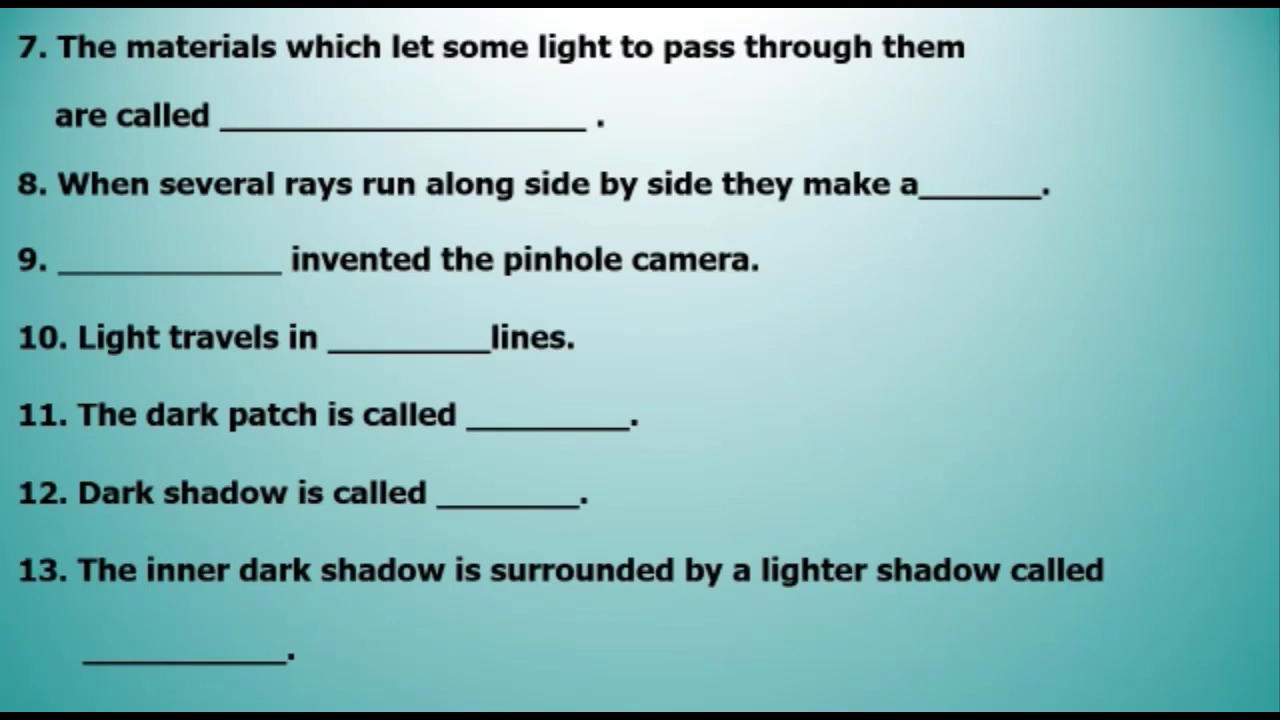 7. The materials which let some light to pass through them
are called ______________________ .
8. When several rays run along side by side they make a_______.
9. _____________ invented the pinhole camera.
10. Light travels in _________lines.
11. The dark patch is called _________.
12. Dark shadow is called ________.
13. The inner dark shadow is surrounded by a lighter shadow called
____________.